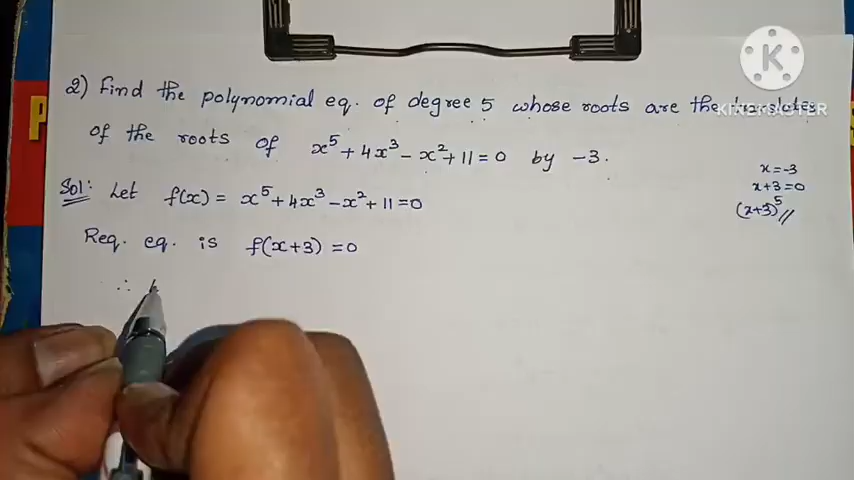 K
KINEMASTER
P
2) Find the polynomial eq. of degree 5 whose roots are the translates
of the roots of x⁵ + 4x³ - x² + 11 = 0 by -3.
x = -3
x + 3 = 0
(x+3)⁵ //
Sol: Let f(x) = x⁵ + 4x³ - x² + 11 = 0
Req. eq. is f(x+3) = 0
∴